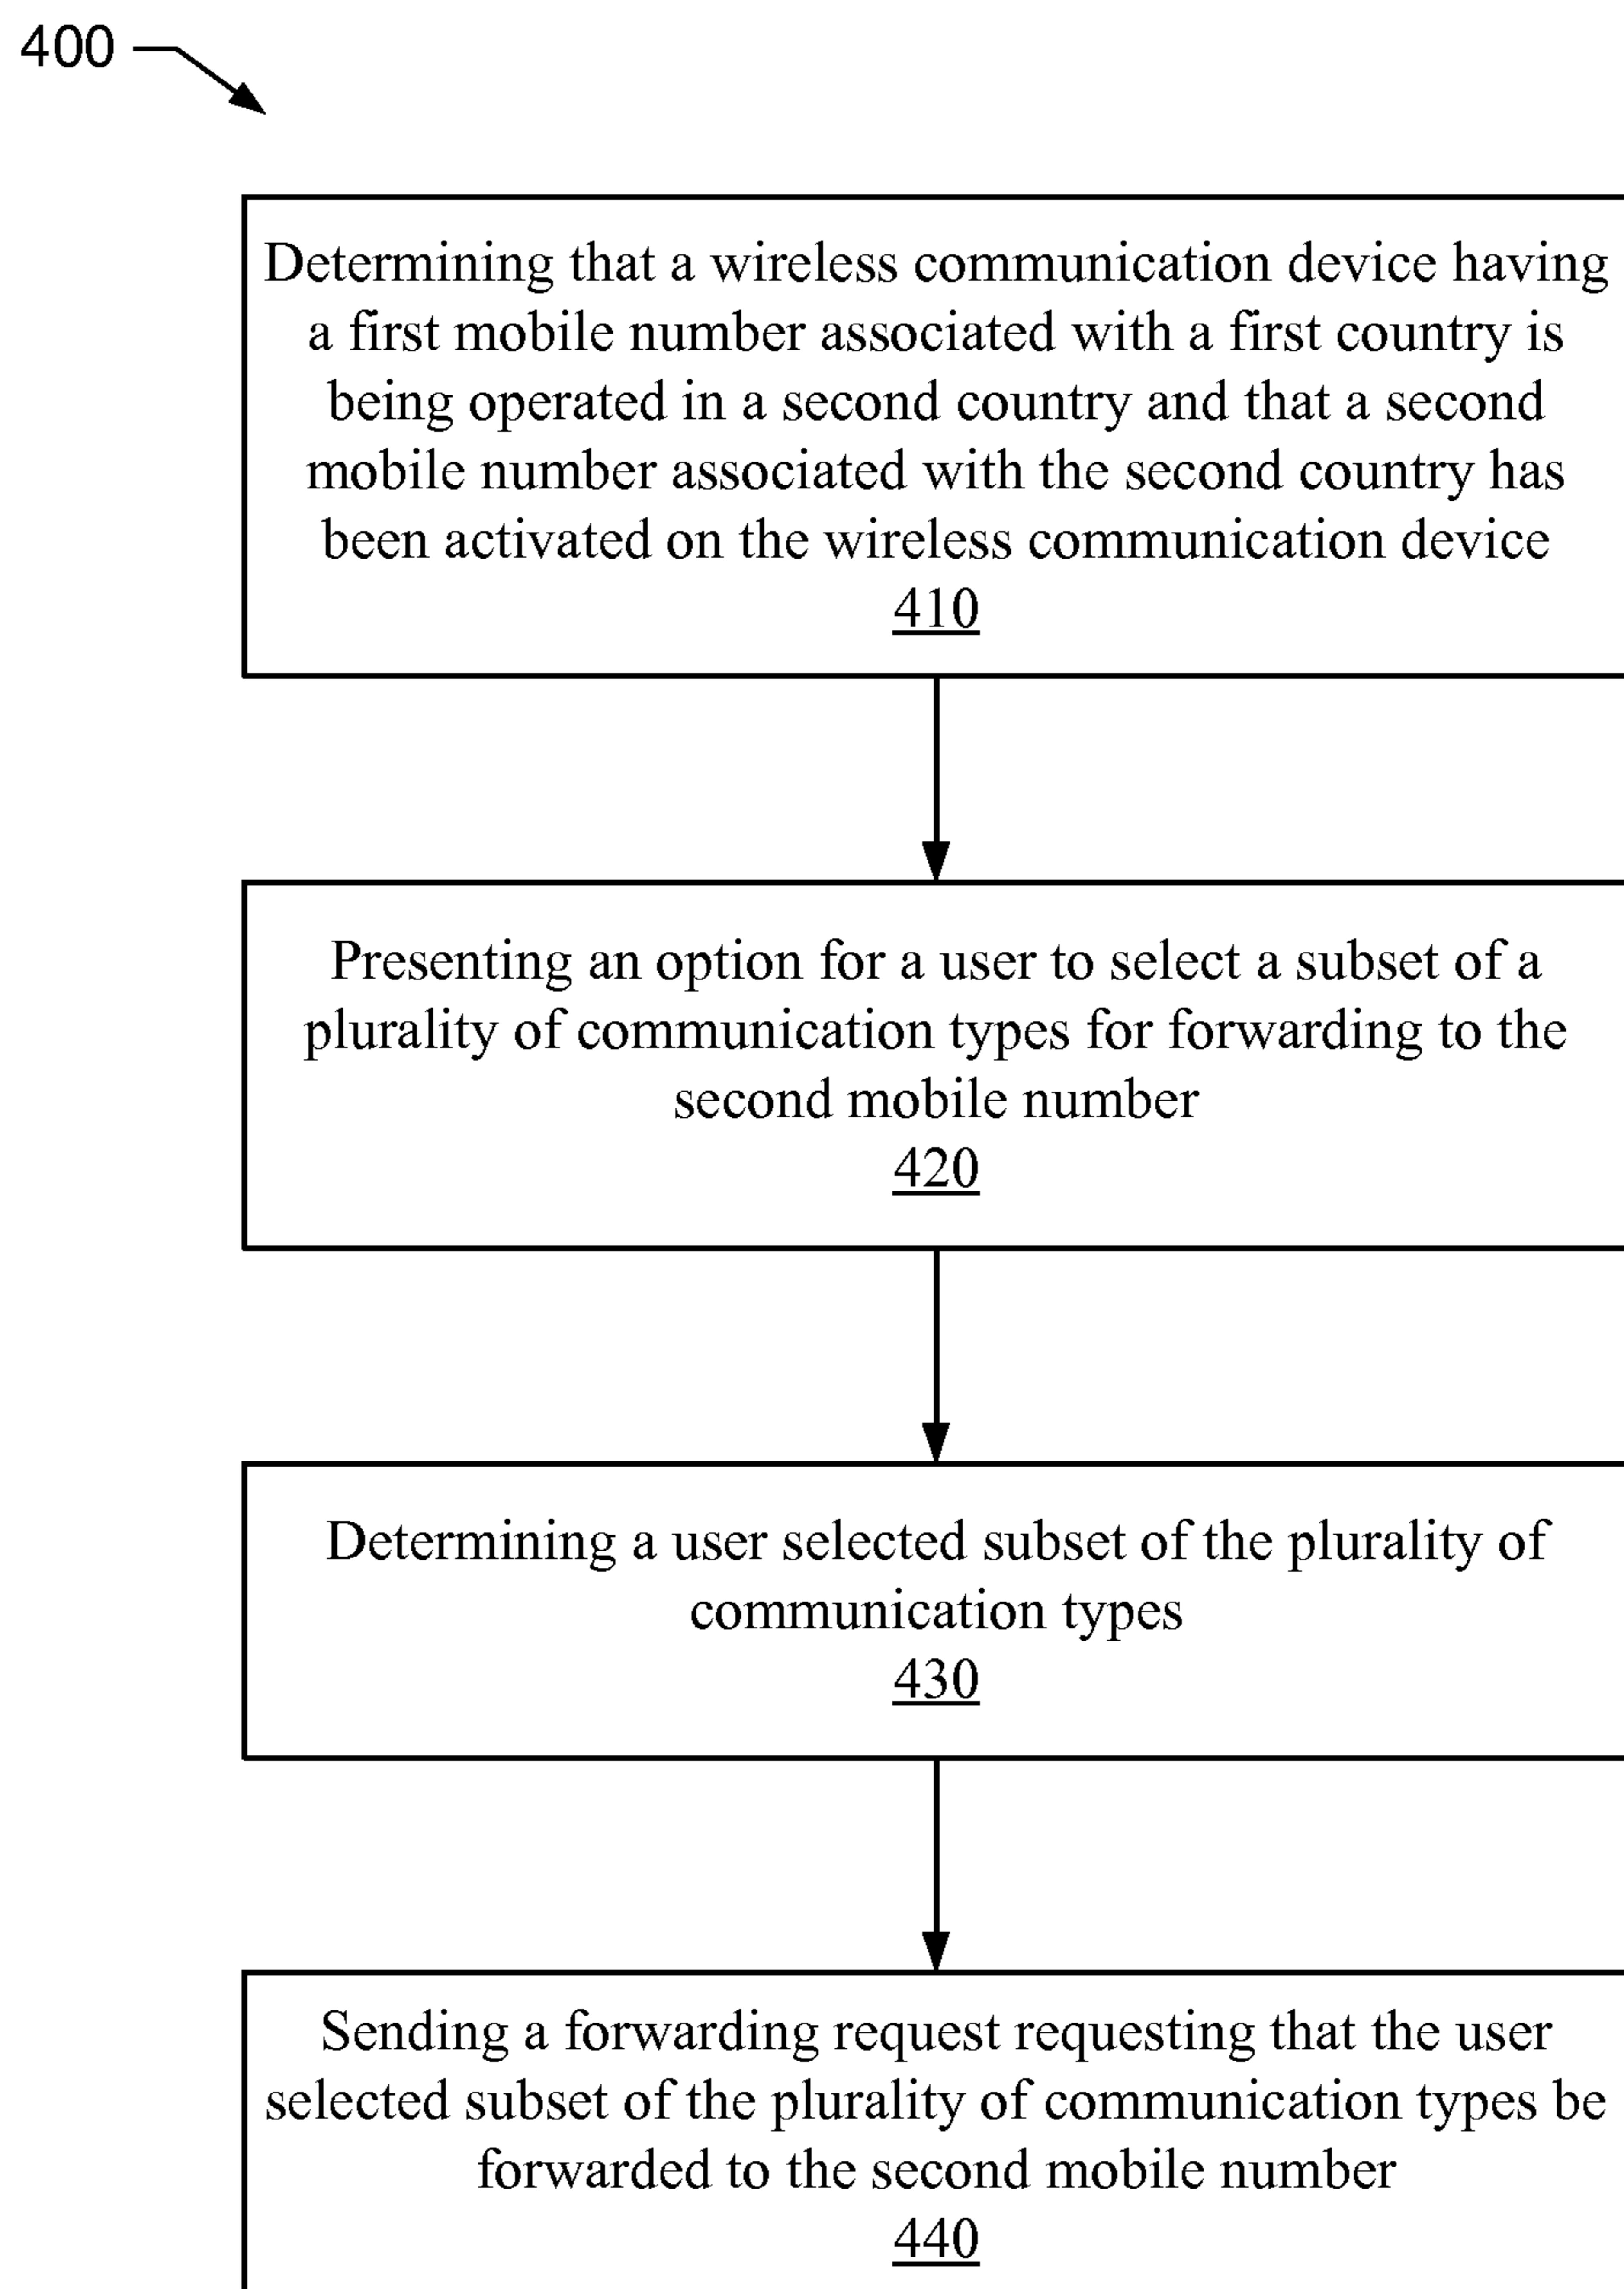 400
Determining that a wireless communication device having
a first mobile number associated with a first country is
being operated in a second country and that a second
mobile number associated with the second country has
been activated on the wireless communication device
410
Presenting an option for a user to select a subset of a
plurality of communication types for forwarding to the
second mobile number
420
Determining a user selected subset of the plurality of
communication types
430
Sending a forwarding request requesting that the user
selected subset of the plurality of communication types be
forwarded to the second mobile number
440